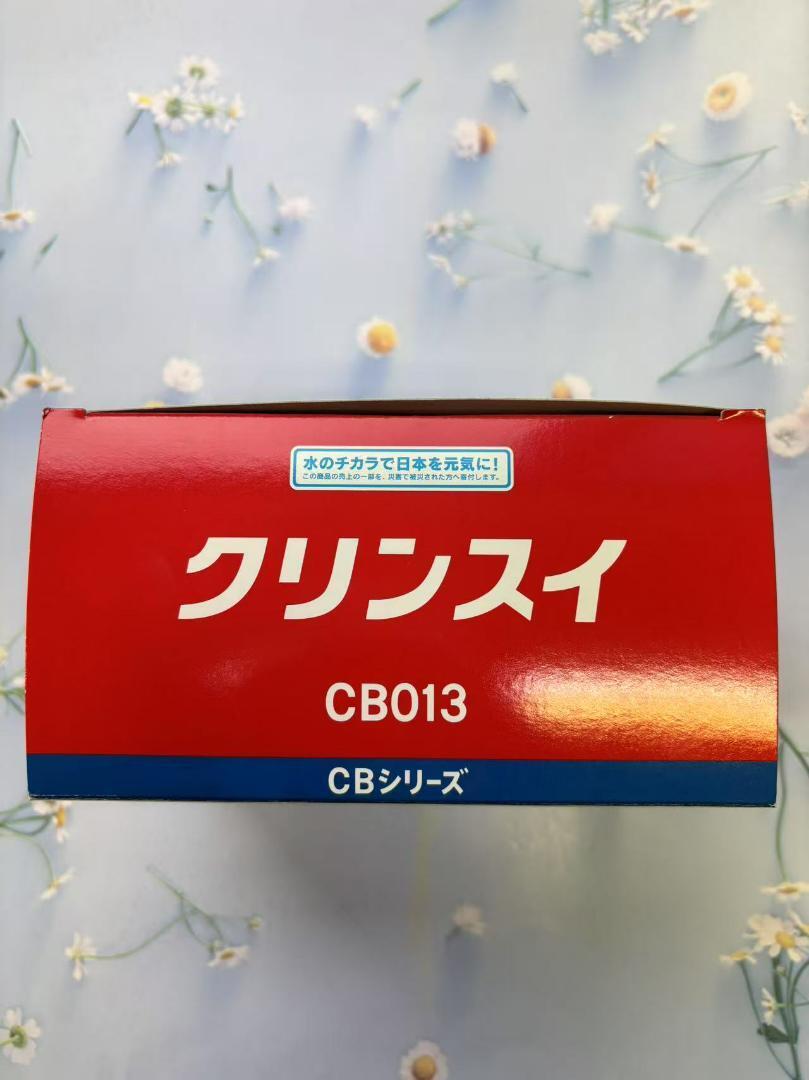 水のチカラで日本を元気に!
この商品の売上の一部を、災害で被災された方へ寄付します。
クリンスイ
CB013
CBシリーズ